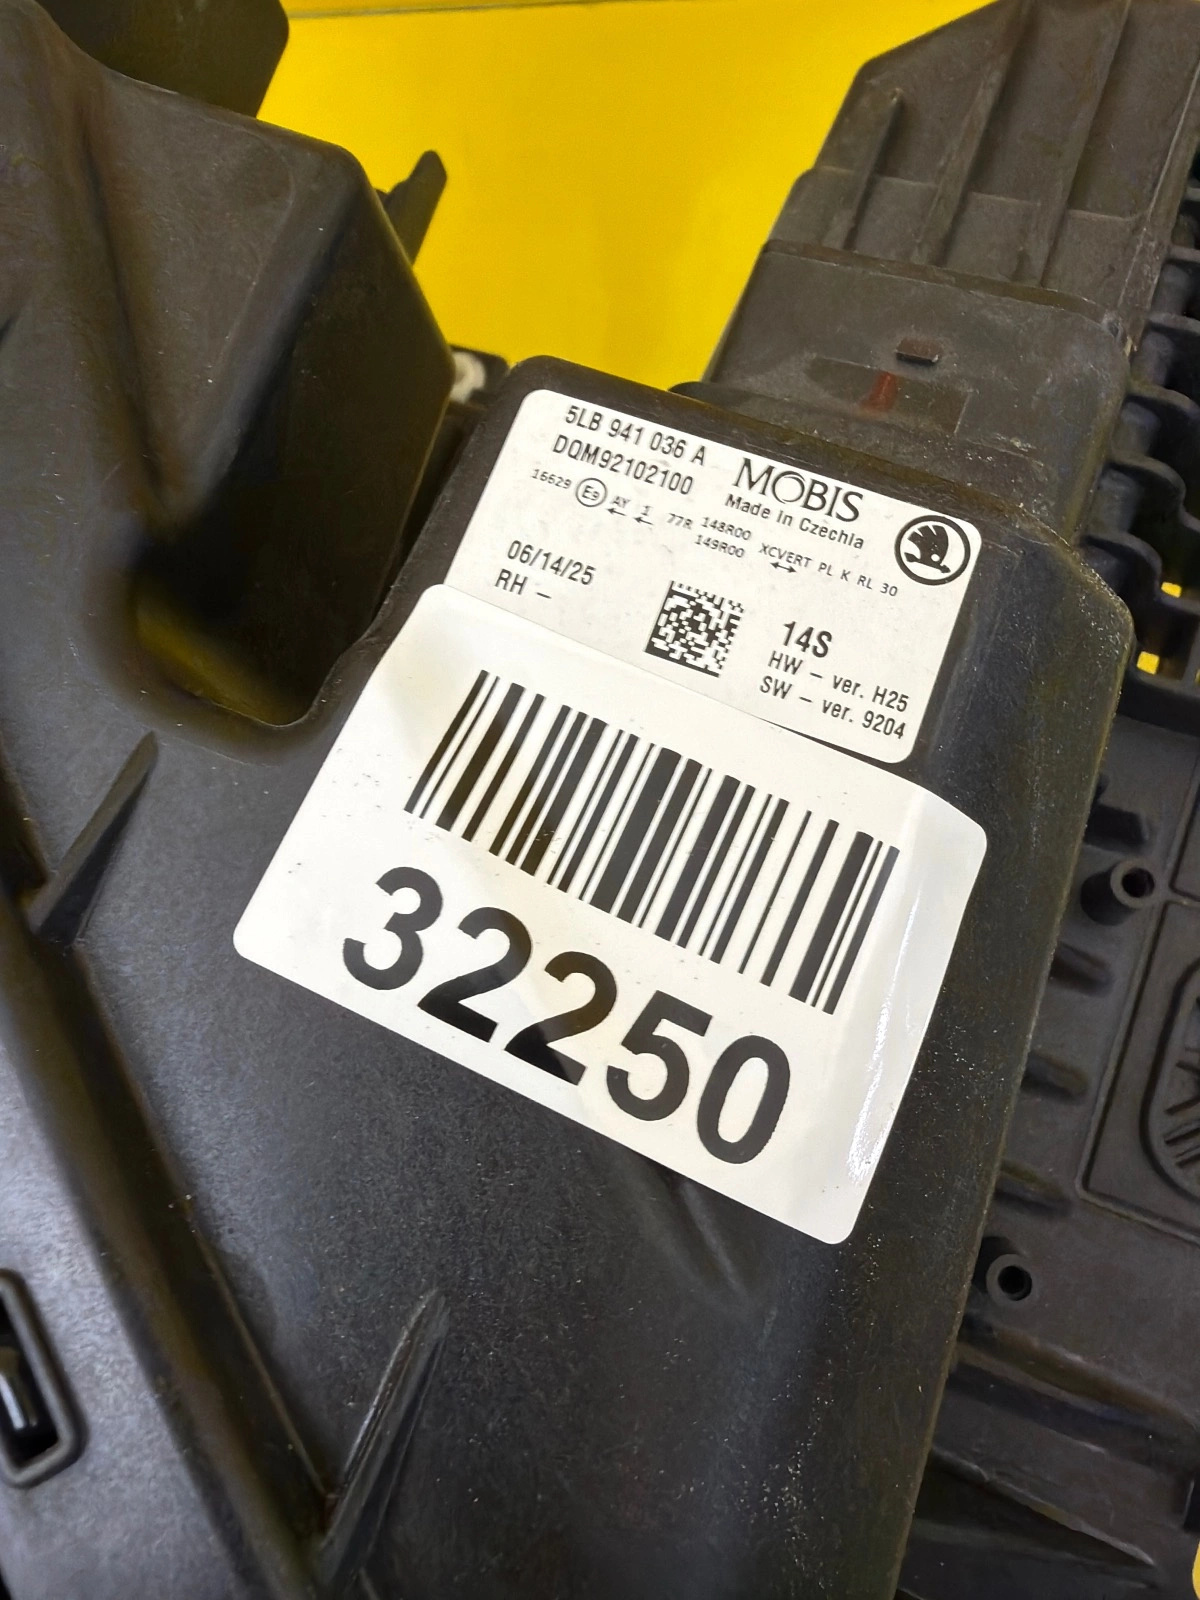 5LB 941 036 A
DQM92102100
MOBIS
Made in Czechia
16629 E9 AY 1 77R 148R00 XCVERT PL K RL 30
149R00
06/14/25
RH -
14S
HW - ver. H25
SW - ver. 9204
32250